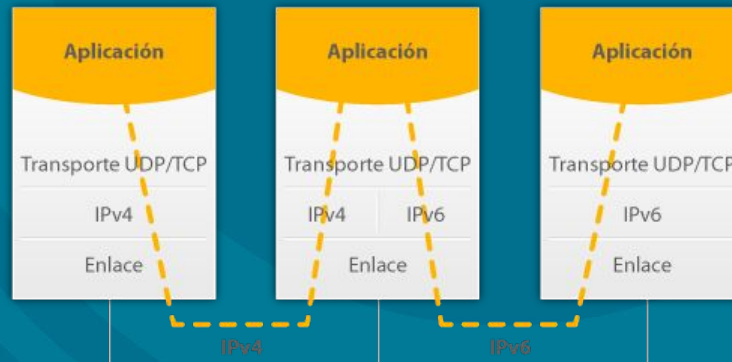 Aplicación
Transporte UDP/TCP
IPv4
Enlace
Aplicación
Transporte UDP/TCP
IPv4 IPv6
Enlace
Aplicación
Transporte UDP/TCP
IPv6
Enlace
IPv4
IPv6